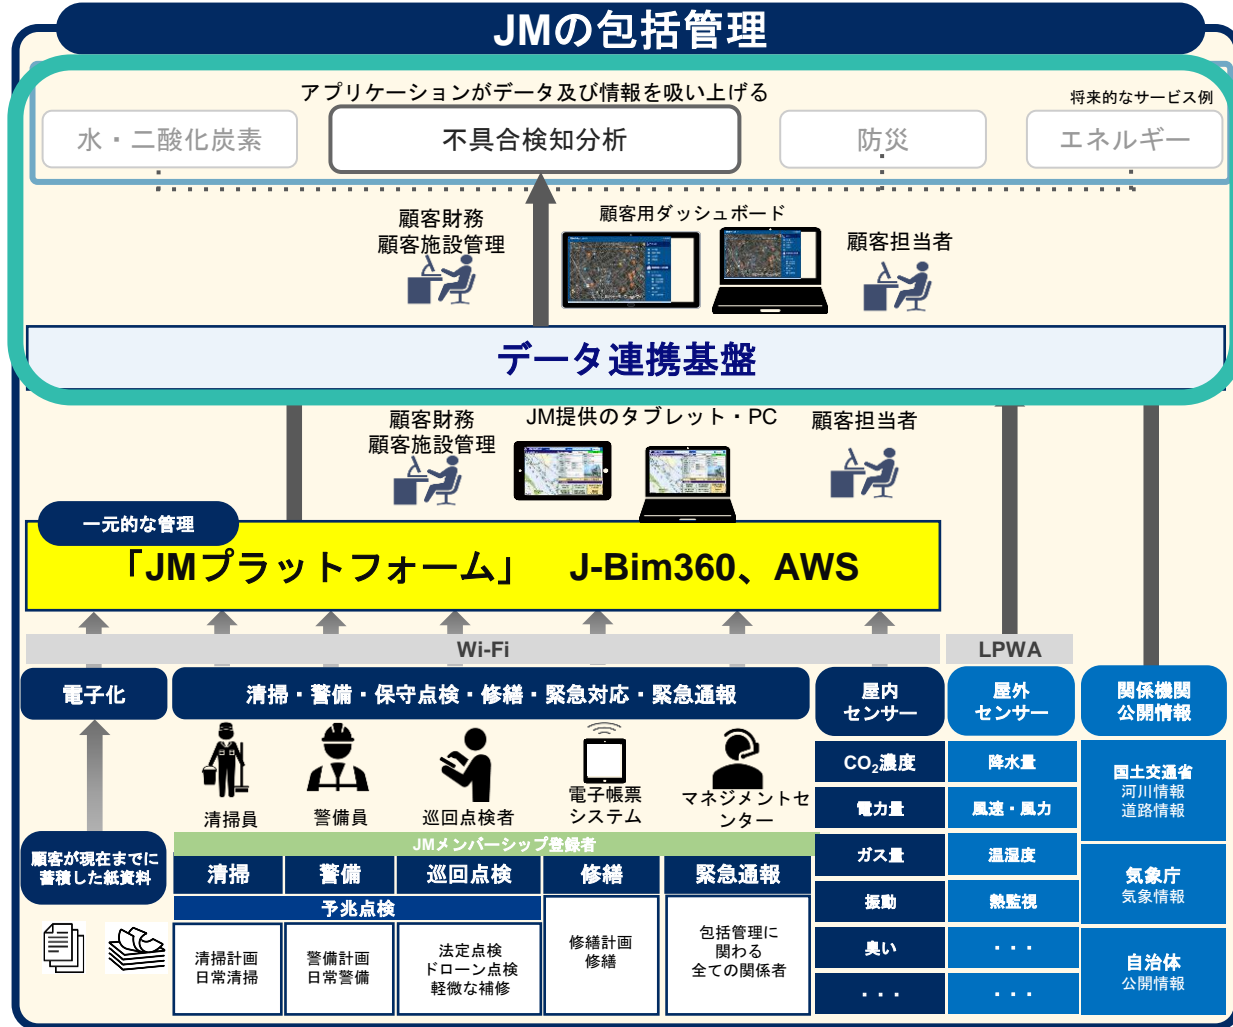 JMの包括管理
アプリケーションがデータ及び情報を吸い上げる
将来的なサービス例
水・二酸化炭素
不具合検知分析
防災
エネルギー
顧客財務
顧客施設管理
顧客用ダッシュボード
顧客担当者
データ連携基盤
顧客財務
顧客施設管理
JM提供のタブレット・PC
顧客担当者
一元的な管理
「JMプラットフォーム」 J-Bim360、AWS
Wi-Fi
LPWA
電子化
清掃・警備・保守点検・修繕・緊急対応・緊急通報
屋内
センサー
屋外
センサー
関係機関
公開情報
清掃員
警備員
巡回点検者
電子帳票
システム
マネジメントセ
ンター
JMメンバーシップ登録者
顧客が現在までに
蓄積した紙資料
清掃
警備
巡回点検
修繕
緊急通報
予兆点検
清掃計画
日常清掃
警備計画
日常警備
法定点検
ドローン点検
軽微な補修
修繕計画
修繕
包括管理に
関わる
全ての関係者
CO₂濃度
電力量
ガス量
振動
臭い
・・・
降水量
風速・風力
温湿度
熱監視
・・・
・・・
国土交通省
河川情報
道路情報
気象庁
気象情報
自治体
公開情報